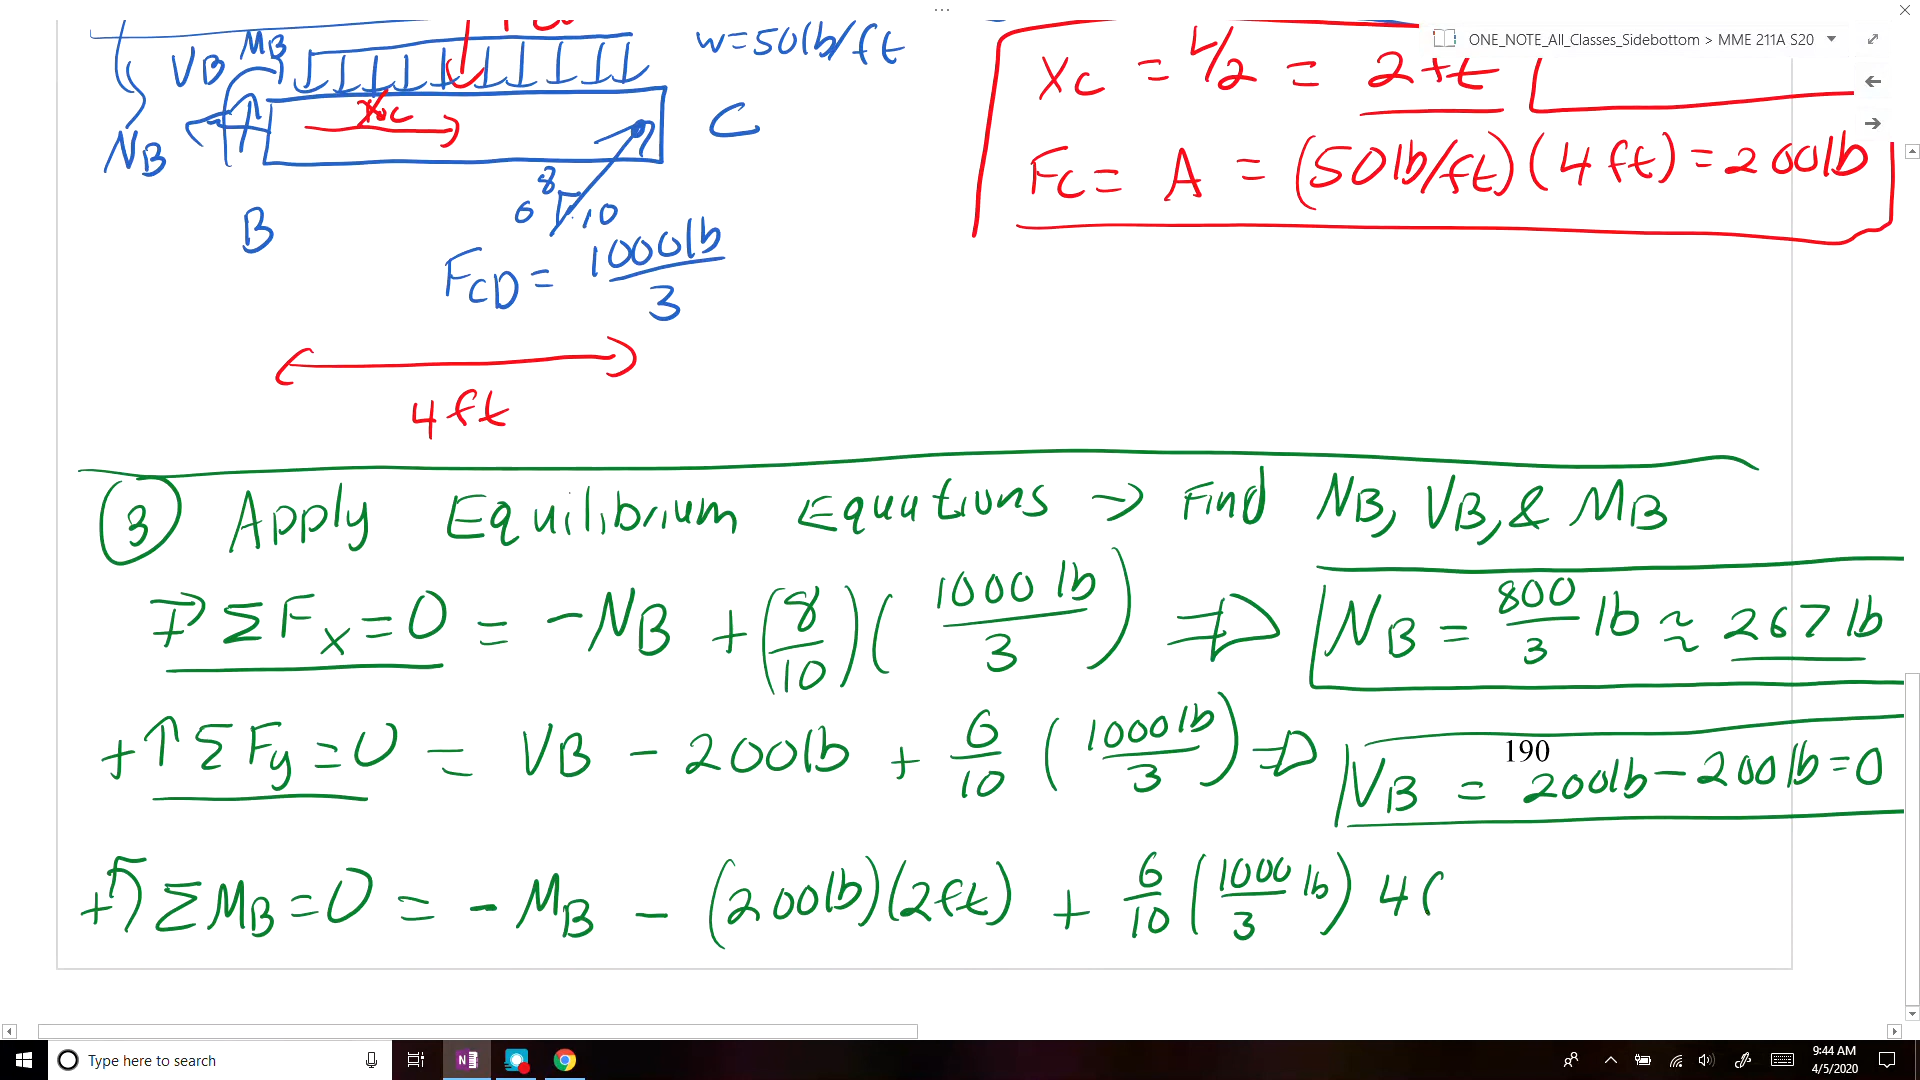 ONE_NOTE_All_Classes_Sidebottom > MME 211A S20
VB MB
w=50lb/ft
xc = L/2 = 2ft
xc
NB
C
Fc = A = (50lb/ft)(4ft) = 200lb
8
6 10
B
FCD = 1000lb/3
4ft
3 Apply Equilibrium Equations → Find NB, VB, & MB
+→ ΣFx=0 = -NB + (8/10)(1000 lb/3) ⇒ NB = 800/3 lb ≈ 267 lb
+↑ΣFy=0 = VB - 200lb + 6/10 (1000lb/3) ⇒ VB = 200lb - 200lb = 0
190
+↰ ΣMB=0 = -MB - (200lb)(2ft) + 6/10 (1000/3 lb) 4(
Type here to search
9:44 AM
4/5/2020